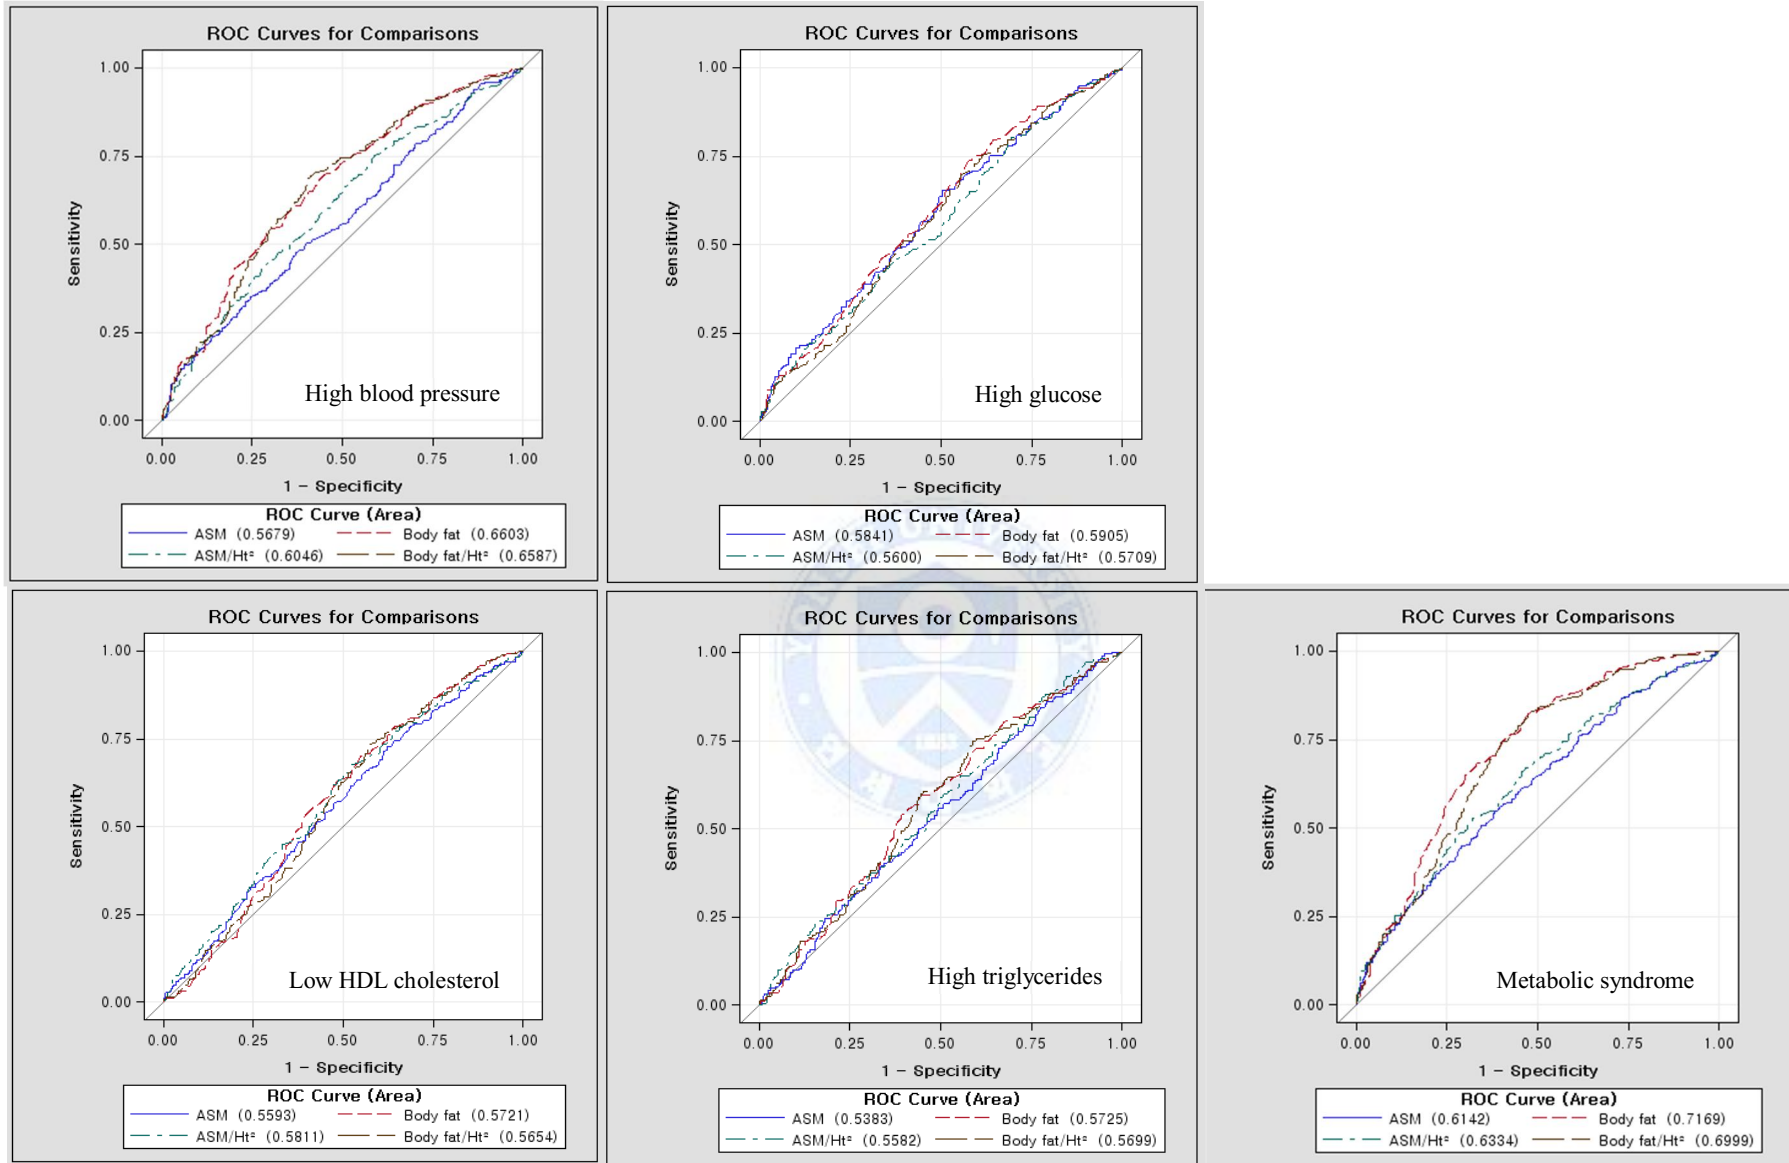 ROC Curves for Comparisons
1.00
0.75
0.50
0.25
0.00
Sensitivity
High blood pressure
0.00 0.25 0.50 0.75 1.00
1 – Specificity
ROC Curve (Area)
ASM (0.5679) Body fat (0.6603)
ASM/Ht² (0.6046) Body fat/Ht² (0.6587)
ROC Curves for Comparisons
1.00
0.75
0.50
0.25
0.00
Sensitivity
High glucose
0.00 0.25 0.50 0.75 1.00
1 – Specificity
ROC Curve (Area)
ASM (0.5841) Body fat (0.5905)
ASM/Ht² (0.5600) Body fat/Ht² (0.5709)
ROC Curves for Comparisons
1.00
0.75
0.50
0.25
0.00
Sensitivity
Low HDL cholesterol
0.00 0.25 0.50 0.75 1.00
1 – Specificity
ROC Curve (Area)
ASM (0.5593) Body fat (0.5721)
ASM/Ht² (0.5811) Body fat/Ht² (0.5654)
ROC Curves for Comparisons
1.00
0.75
0.50
0.25
0.00
Sensitivity
High triglycerides
0.00 0.25 0.50 0.75 1.00
1 – Specificity
ROC Curve (Area)
ASM (0.5383) Body fat (0.5725)
ASM/Ht² (0.5582) Body fat/Ht² (0.5699)
ROC Curves for Comparisons
1.00
0.75
0.50
0.25
0.00
Sensitivity
Metabolic syndrome
0.00 0.25 0.50 0.75 1.00
1 – Specificity
ROC Curve (Area)
ASM (0.6142) Body fat (0.7169)
ASM/Ht² (0.6334) Body fat/Ht² (0.6999)